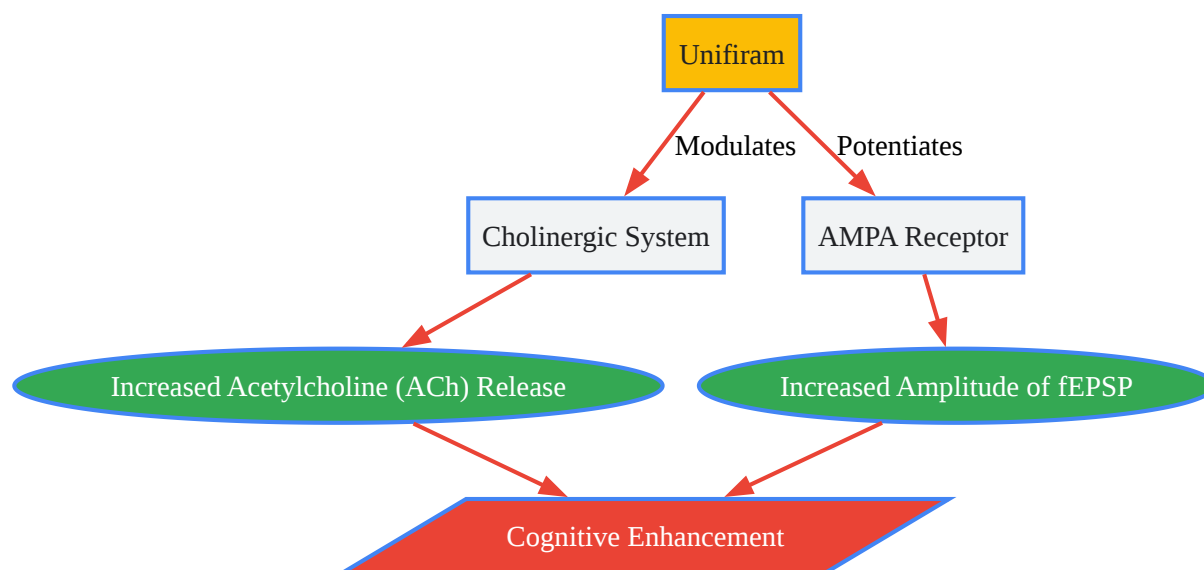 Unifiram
Modulates
Potentiates
Cholinergic System
AMPA Receptor
Increased Acetylcholine (ACh) Release
Increased Amplitude of fEPSP
Cognitive Enhancement